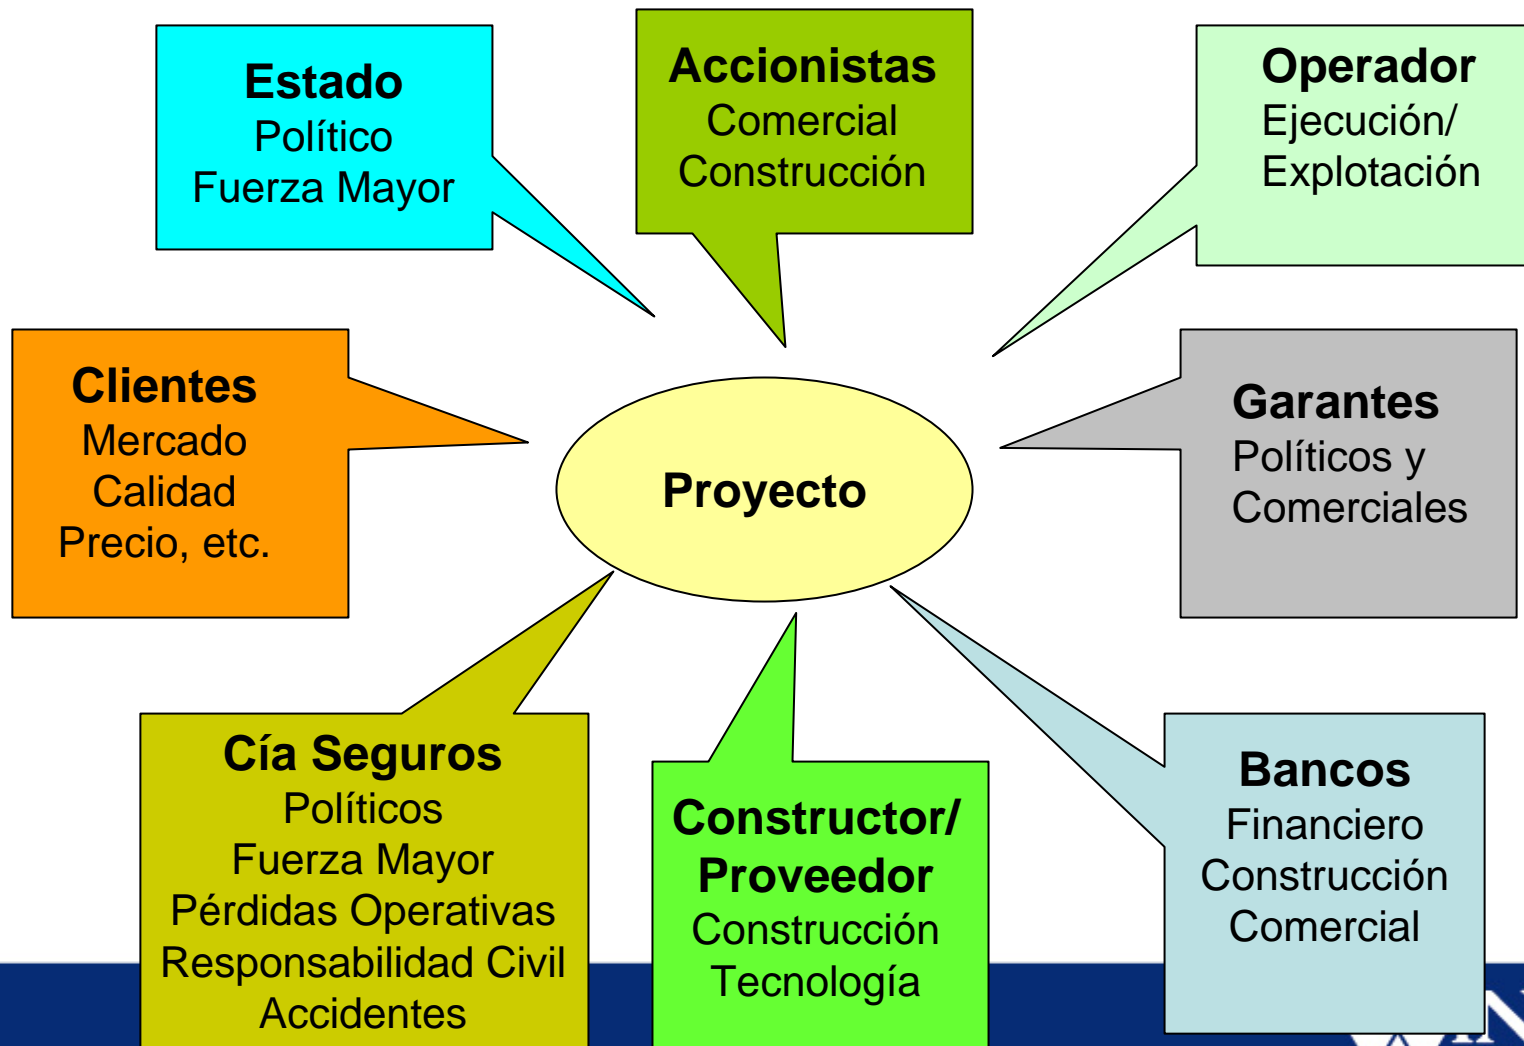 Estado
Político
Fuerza Mayor
Accionistas
Comercial
Construcción
Operador
Ejecución/
Explotación
Clientes
Mercado
Calidad
Precio, etc.
Proyecto
Garantes
Políticos y
Comerciales
Cía Seguros
Políticos
Fuerza Mayor
Pérdidas Operativas
Responsabilidad Civil
Accidentes
Constructor/
Proveedor
Construcción
Tecnología
Bancos
Financiero
Construcción
Comercial